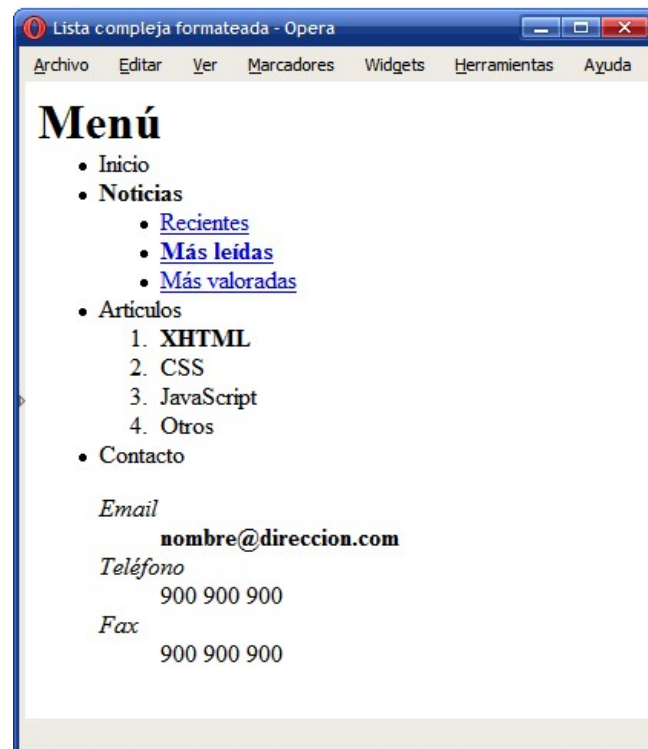 Lista compleja formateada - Opera
Archivo Editar Ver Marcadores Widgets Herramientas Ayuda
Menú
• Inicio
• Noticias
• Recientes
• Más leídas
• Más valoradas
• Artículos
1. XHTML
2. CSS
3. JavaScript
4. Otros
• Contacto
Email
nombre@direccion.com
Teléfono
900 900 900
Fax
900 900 900